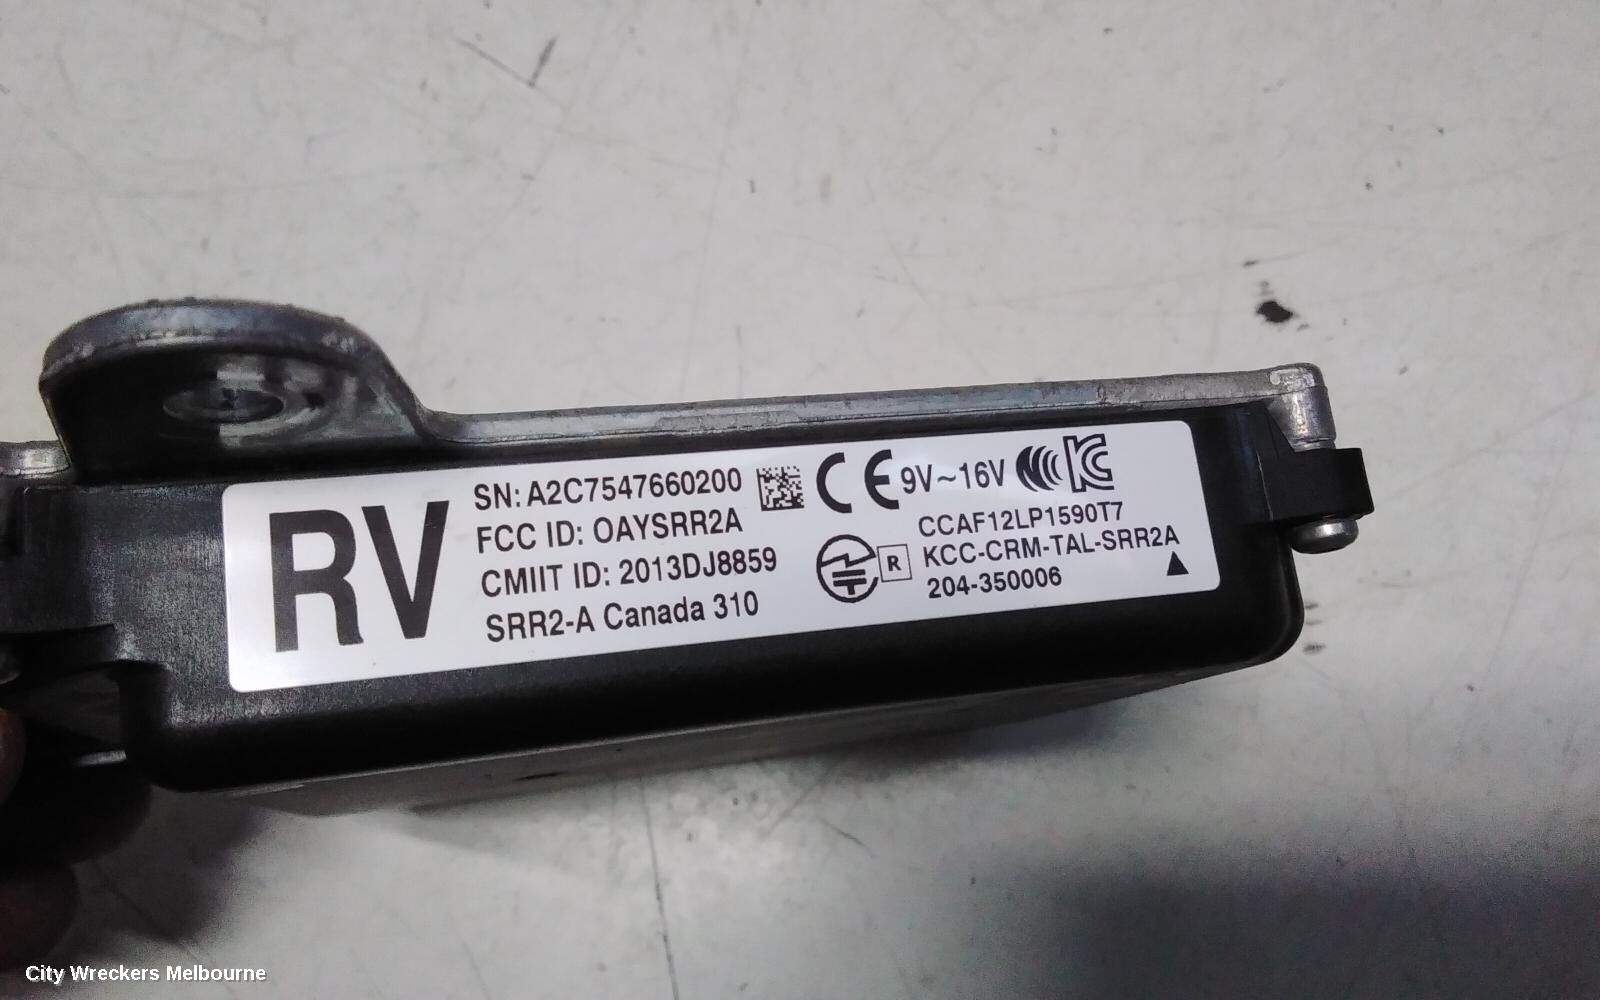 RV
SN: A2C7547660200
FCC ID: OAYSRR2A
CMIIT ID: 2013DJ8859
SRR2-A Canada 310
CE 9V~16V
CCAF12LP1590T7
R KCC-CRM-TAL-SRR2A
204-350006
City Wreckers Melbourne